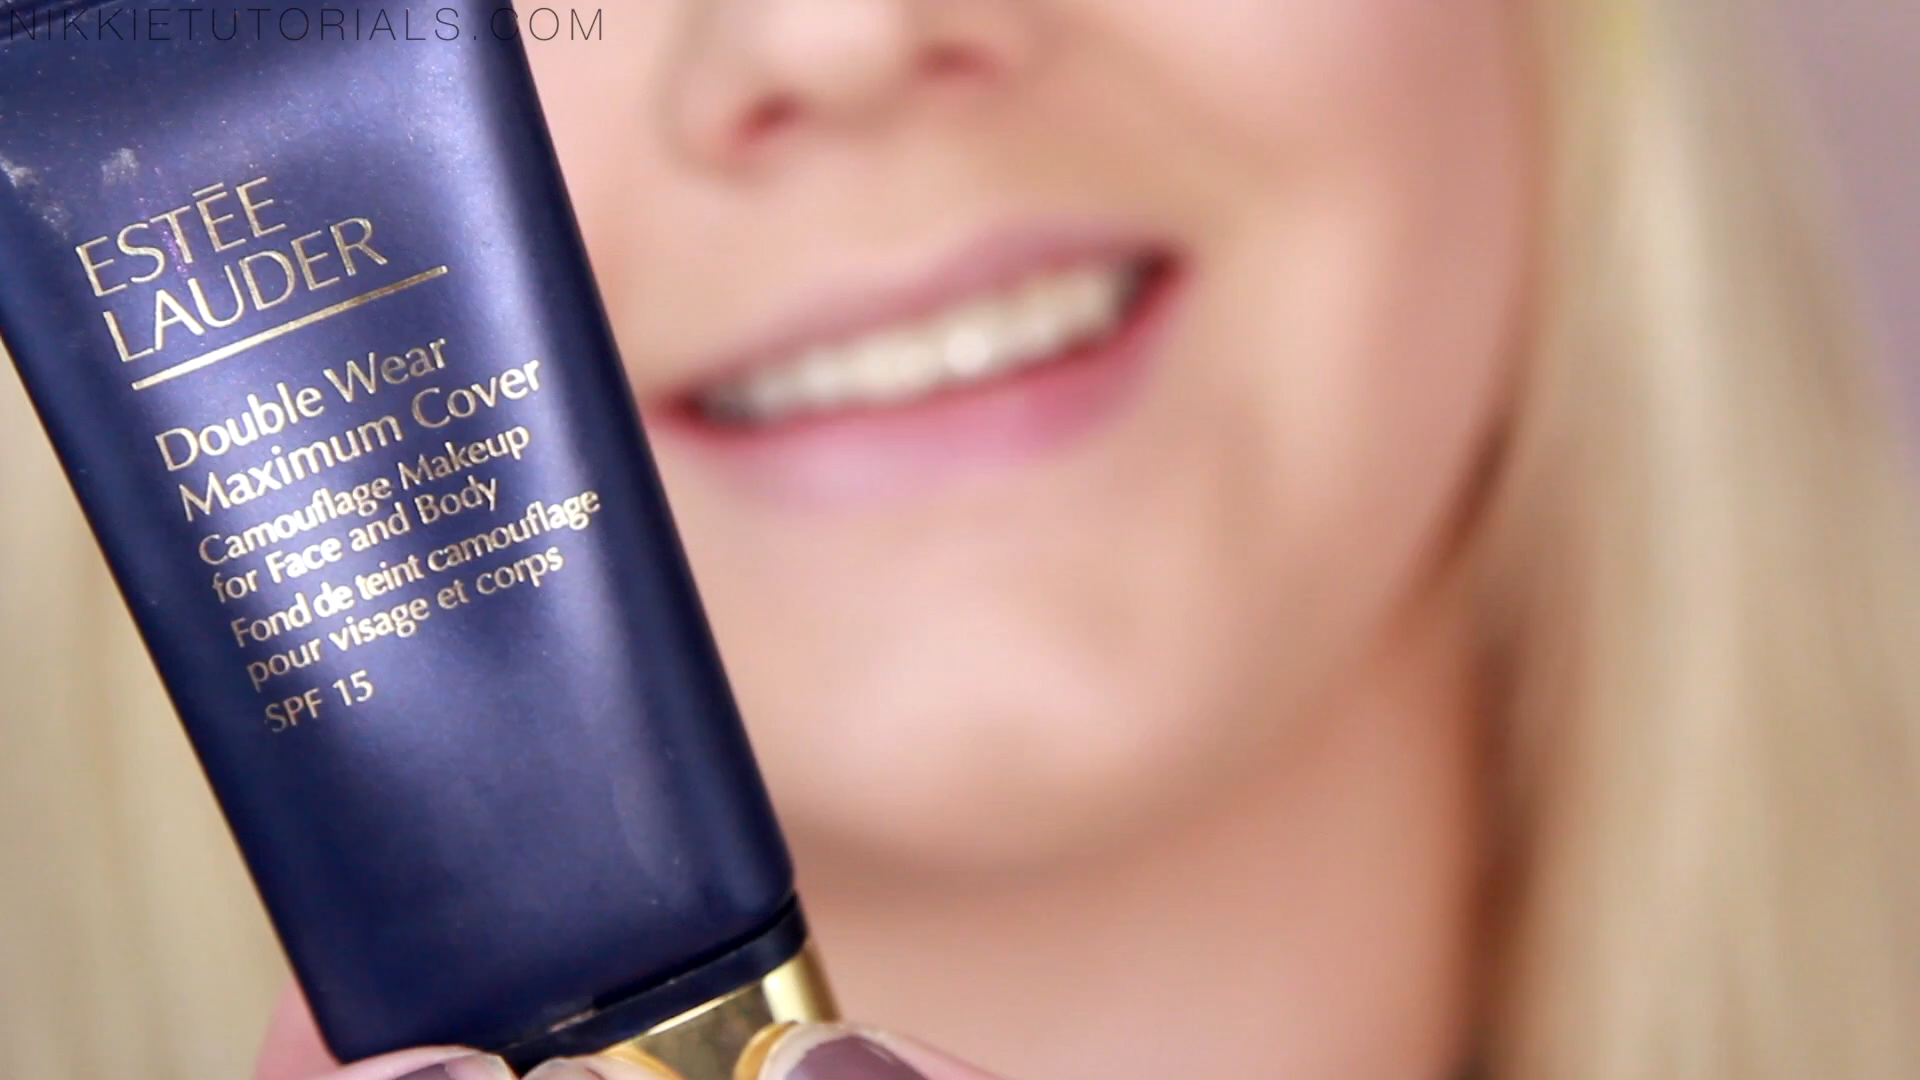 NIKKIETUTORIALS.COM
ESTĒE
LAUDER
Double Wear
Maximum Cover
Camouflage Makeup
for Face and Body
Fond de teint camouflage
pour visage et corps
SPF 15